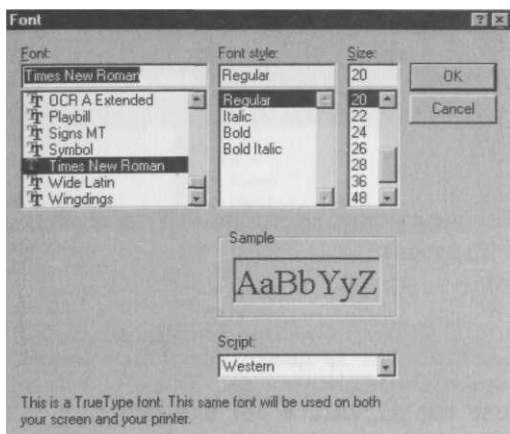 Font
Font: Font style: Size:
Times New Roman Regular 20 OK
OCR A Extended Regular 20 Cancel
Playbill Italic 22
Signs MT Bold 24
Symbol Bold Italic 26
Times New Roman 28
Wide Latin 36
Wingdings 48
Sample
AaBbYyZ
Script:
Western
This is a TrueType font. This same font will be used on both
your screen and your printer.